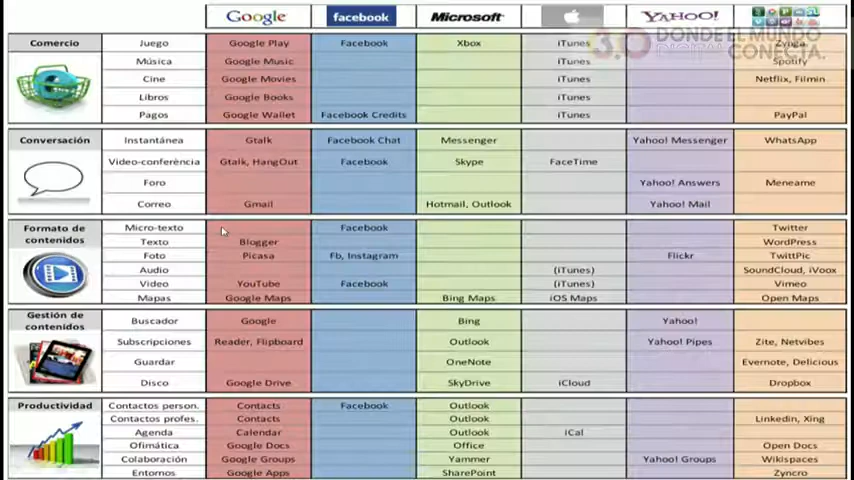 Google facebook Microsoft YAHOO!
3.0 DONDE EL MUNDO DIGITAL CONECTA.
Comercio Juego Google Play Facebook Xbox iTunes Zynga
Música Google Music iTunes Spotify
Cine Google Movies iTunes Netflix, Filmin
Libros Google Books iTunes
Pagos Google Wallet Facebook Credits iTunes PayPal
Conversación Instantánea Gtalk Facebook Chat Messenger Yahoo! Messenger WhatsApp
Video-conferència Gtalk, HangOut Facebook Skype FaceTime
Foro Yahoo! Answers Meneame
Correo Gmail Hotmail, Outlook Yahoo! Mail
Formato de contenidos Micro-texto Facebook Twitter
Texto Blogger WordPress
Foto Picasa Fb, Instagram Flickr TwittPic
Audio (iTunes) SoundCloud, iVoox
Video YouTube Facebook (iTunes) Vimeo
Mapas Google Maps Bing Maps iOS Maps Open Maps
Gestión de contenidos Buscador Google Bing Yahoo!
Subscripciones Reader, Flipboard Outlook Yahoo! Pipes Zite, Netvibes
Guardar OneNote Evernote, Delicious
Disco Google Drive SkyDrive iCloud Dropbox
Productividad Contactos person. Contacts Facebook Outlook
Contactos profes. Contacts Outlook Linkedin, Xing
Agenda Calendar Outlook iCal
Ofimática Google Docs Office Open Docs
Colaboración Google Groups Yammer Yahoo! Groups Wikispaces
Entornos Google Apps SharePoint Zyncro